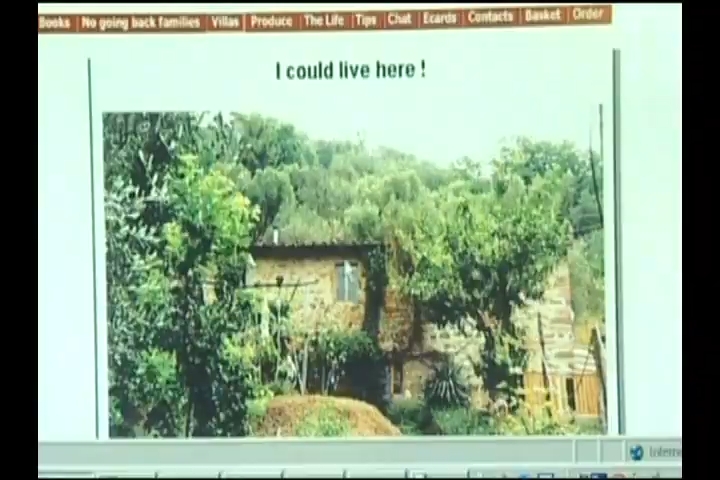 Books No going back families Villas Produce The Life Tips Chat Ecards Contacts Basket Order
I could live here !